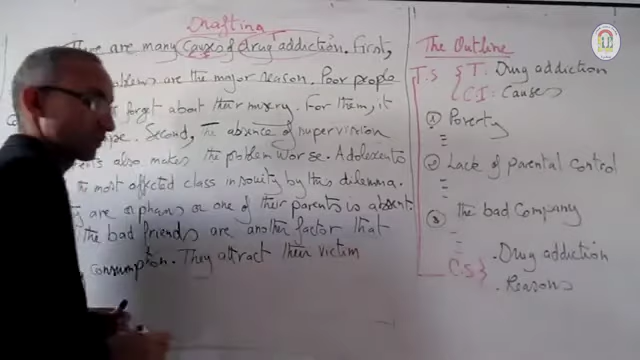 Drafting
There are many causes of drug addiction. First,
problems are the major reason. Poor people
forget about their misery. For them, it
Second, the absence of supervision
also makes the problem worse. Adolescents
the most affected class in society by this dilemma.
are orphans or one of their parents is absent.
the bad friends are another factor that
consumption. They attract their victim
The Outline
T.S { T: Drug addiction
C.I: Causes
① Poverty
② Lack of parental control
③ The bad Company
C.S } . Drug addiction
. Reasons